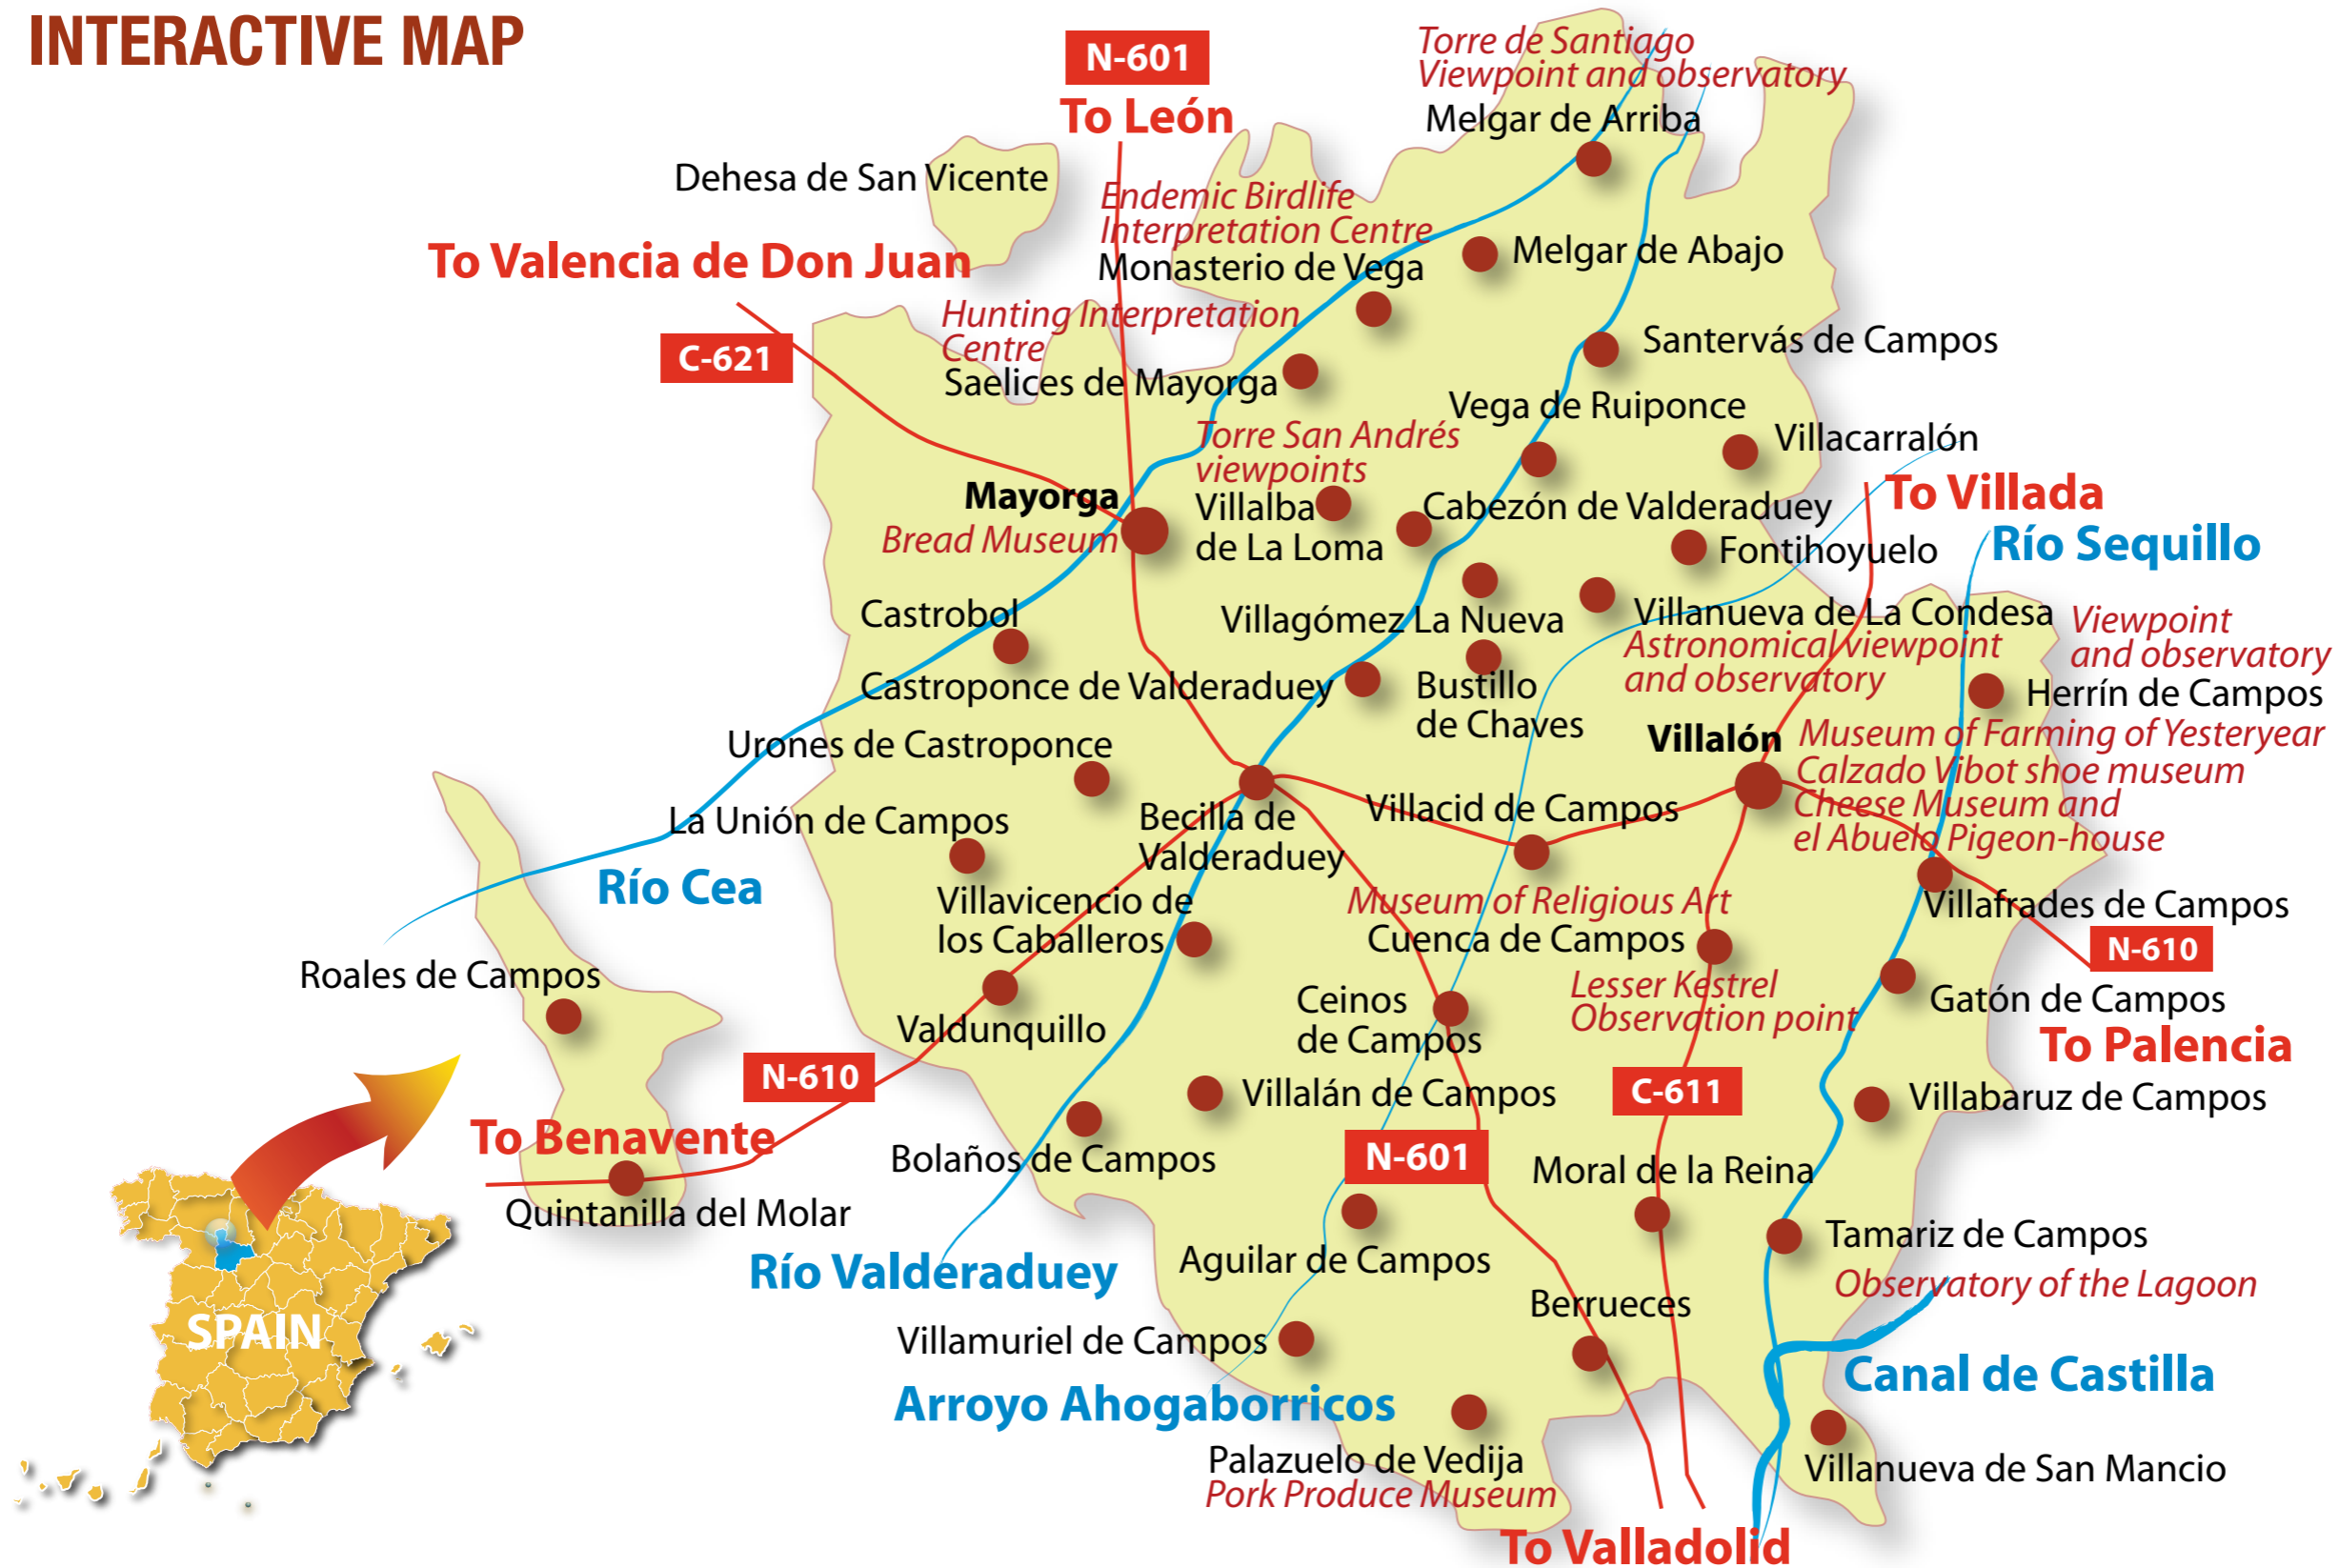 INTERACTIVE MAP
N-601
To León
Torre de Santiago
Viewpoint and observatory
Melgar de Arriba
Dehesa de San Vicente
Endemic Birdlife
Interpretation Centre
Monasterio de Vega
Melgar de Abajo
To Valencia de Don Juan
C-621
Hunting Interpretation
Centre
Saelices de Mayorga
Santervás de Campos
Vega de Ruiponce
Villacarralón
Torre San Andrés
viewpoints
Villalba
de La Loma
Mayorga
Bread Museum
Cabezón de Valderaduey
To Villada
Río Sequillo
Fontihoyuelo
Castrobol
Villagómez La Nueva
Villanueva de La Condesa
Astronomical viewpoint
and observatory
Viewpoint
and observatory
Herrín de Campos
Castroponce de Valderaduey
Bustillo
de Chaves
Urones de Castroponce
Villalón
Museum of Farming of Yesteryear
Calzado Vibot shoe museum
Cheese Museum and
el Abuelo Pigeon-house
La Unión de Campos
Becilla de
Valderaduey
Villacid de Campos
Río Cea
Villavicencio de
los Caballeros
Museum of Religious Art
Cuenca de Campos
Villafrades de Campos
N-610
Roales de Campos
Valdunquillo
Ceinos
de Campos
Lesser Kestrel
Observation point
Gatón de Campos
To Palencia
N-610
Villalán de Campos
C-611
Villabaruz de Campos
To Benavente
Bolaños de Campos
N-601
Moral de la Reina
Quintanilla del Molar
Río Valderaduey
Aguilar de Campos
Tamariz de Campos
Observatory of the Lagoon
Berrueces
SPAIN
Villamuriel de Campos
Canal de Castilla
Arroyo Ahogaborricos
Palazuelo de Vedija
Pork Produce Museum
Villanueva de San Mancio
To Valladolid